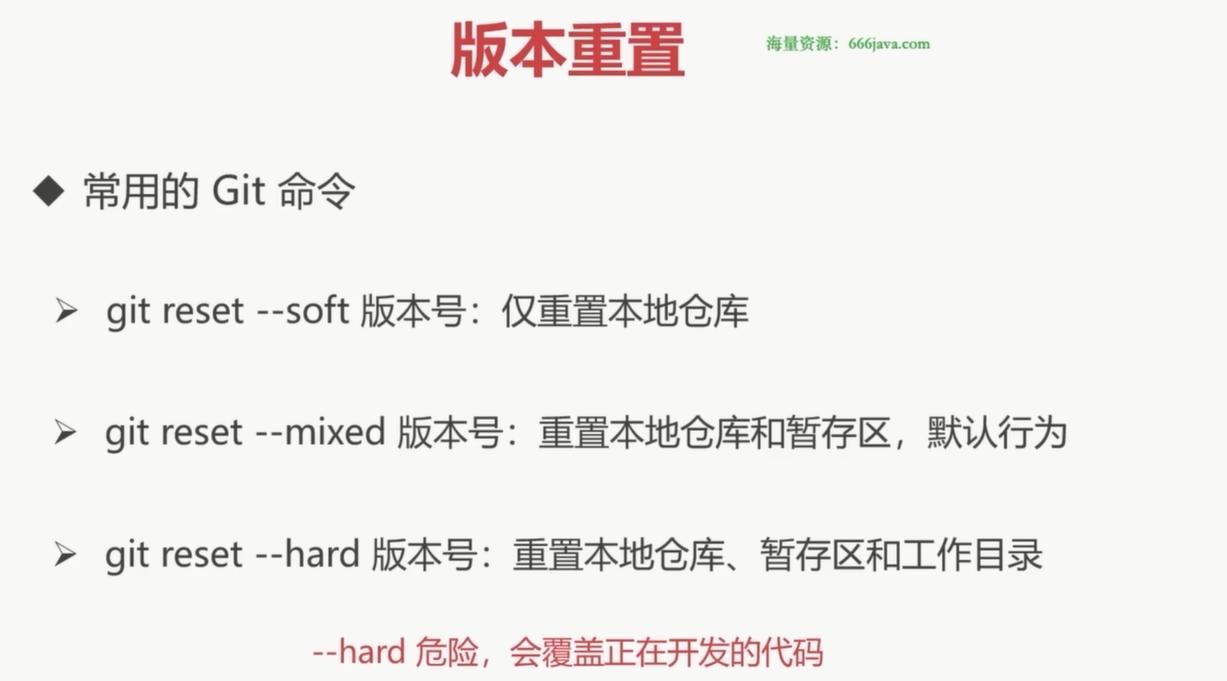 版本重置
海量资源：666java.com
◆ 常用的 Git 命令
➢ git reset --soft 版本号：仅重置本地仓库
➢ git reset --mixed 版本号：重置本地仓库和暂存区，默认行为
➢ git reset --hard 版本号：重置本地仓库、暂存区和工作目录
--hard 危险，会覆盖正在开发的代码